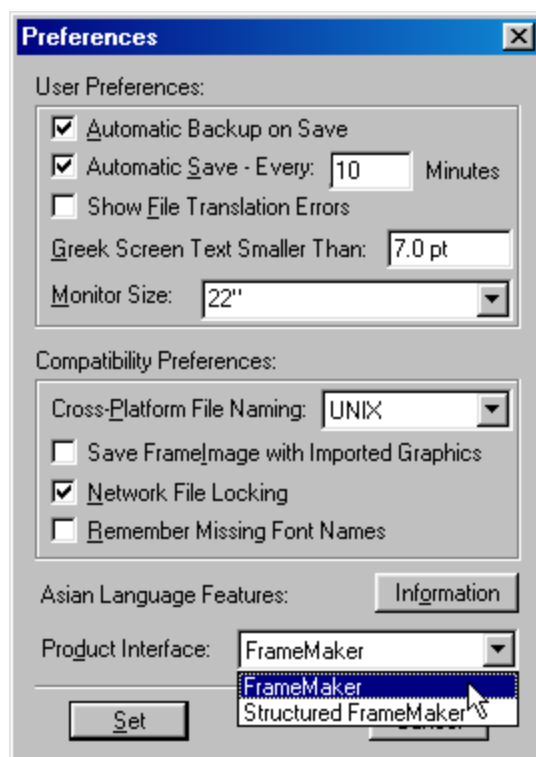 Preferences
User Preferences:
Automatic Backup on Save
Automatic Save - Every: 10 Minutes
Show File Translation Errors
Greek Screen Text Smaller Than: 7.0 pt
Monitor Size: 22"
Compatibility Preferences:
Cross-Platform File Naming: UNIX
Save FrameImage with Imported Graphics
Network File Locking
Remember Missing Font Names
Asian Language Features: Information
Product Interface: FrameMaker
FrameMaker
Structured FrameMaker
Set